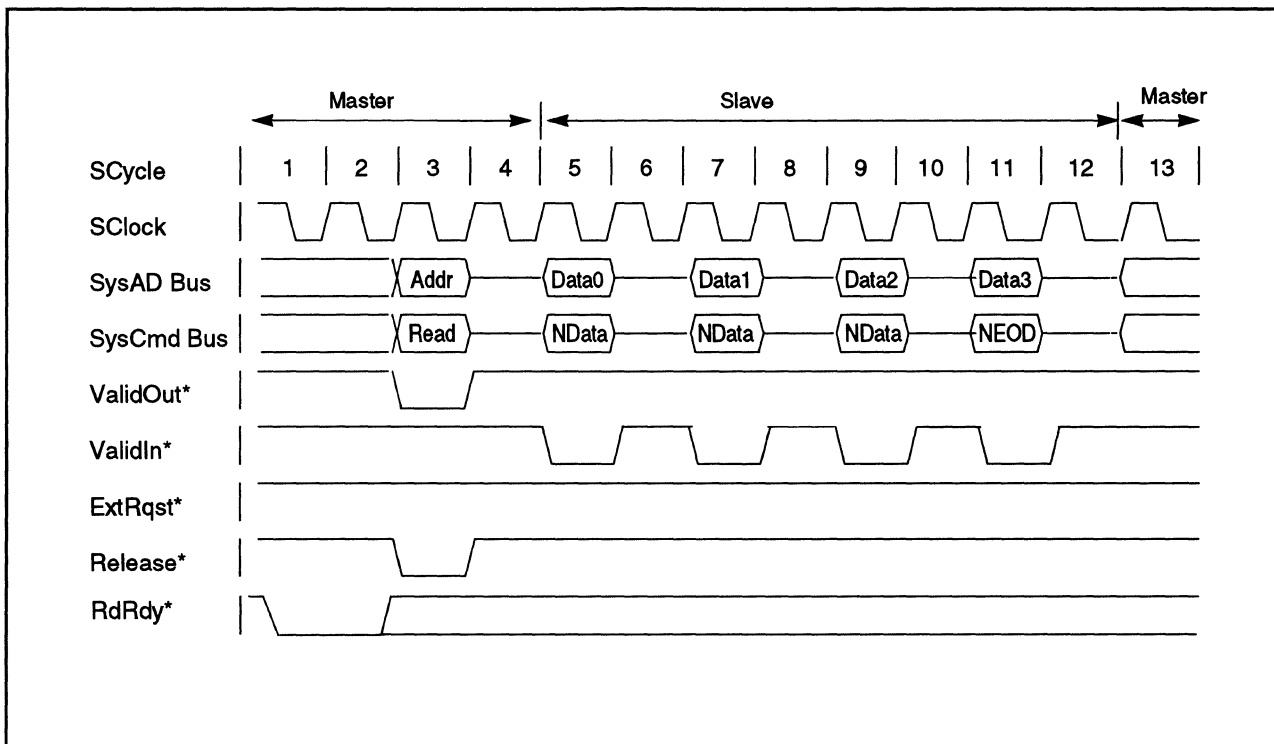 Master Slave Master
SCycle 1 2 3 4 5 6 7 8 9 10 11 12 13
SClock
SysAD Bus Addr Data0 Data1 Data2 Data3
SysCmd Bus Read NData NData NData NEOD
ValidOut*
ValidIn*
ExtRqst*
Release*
RdRdy*